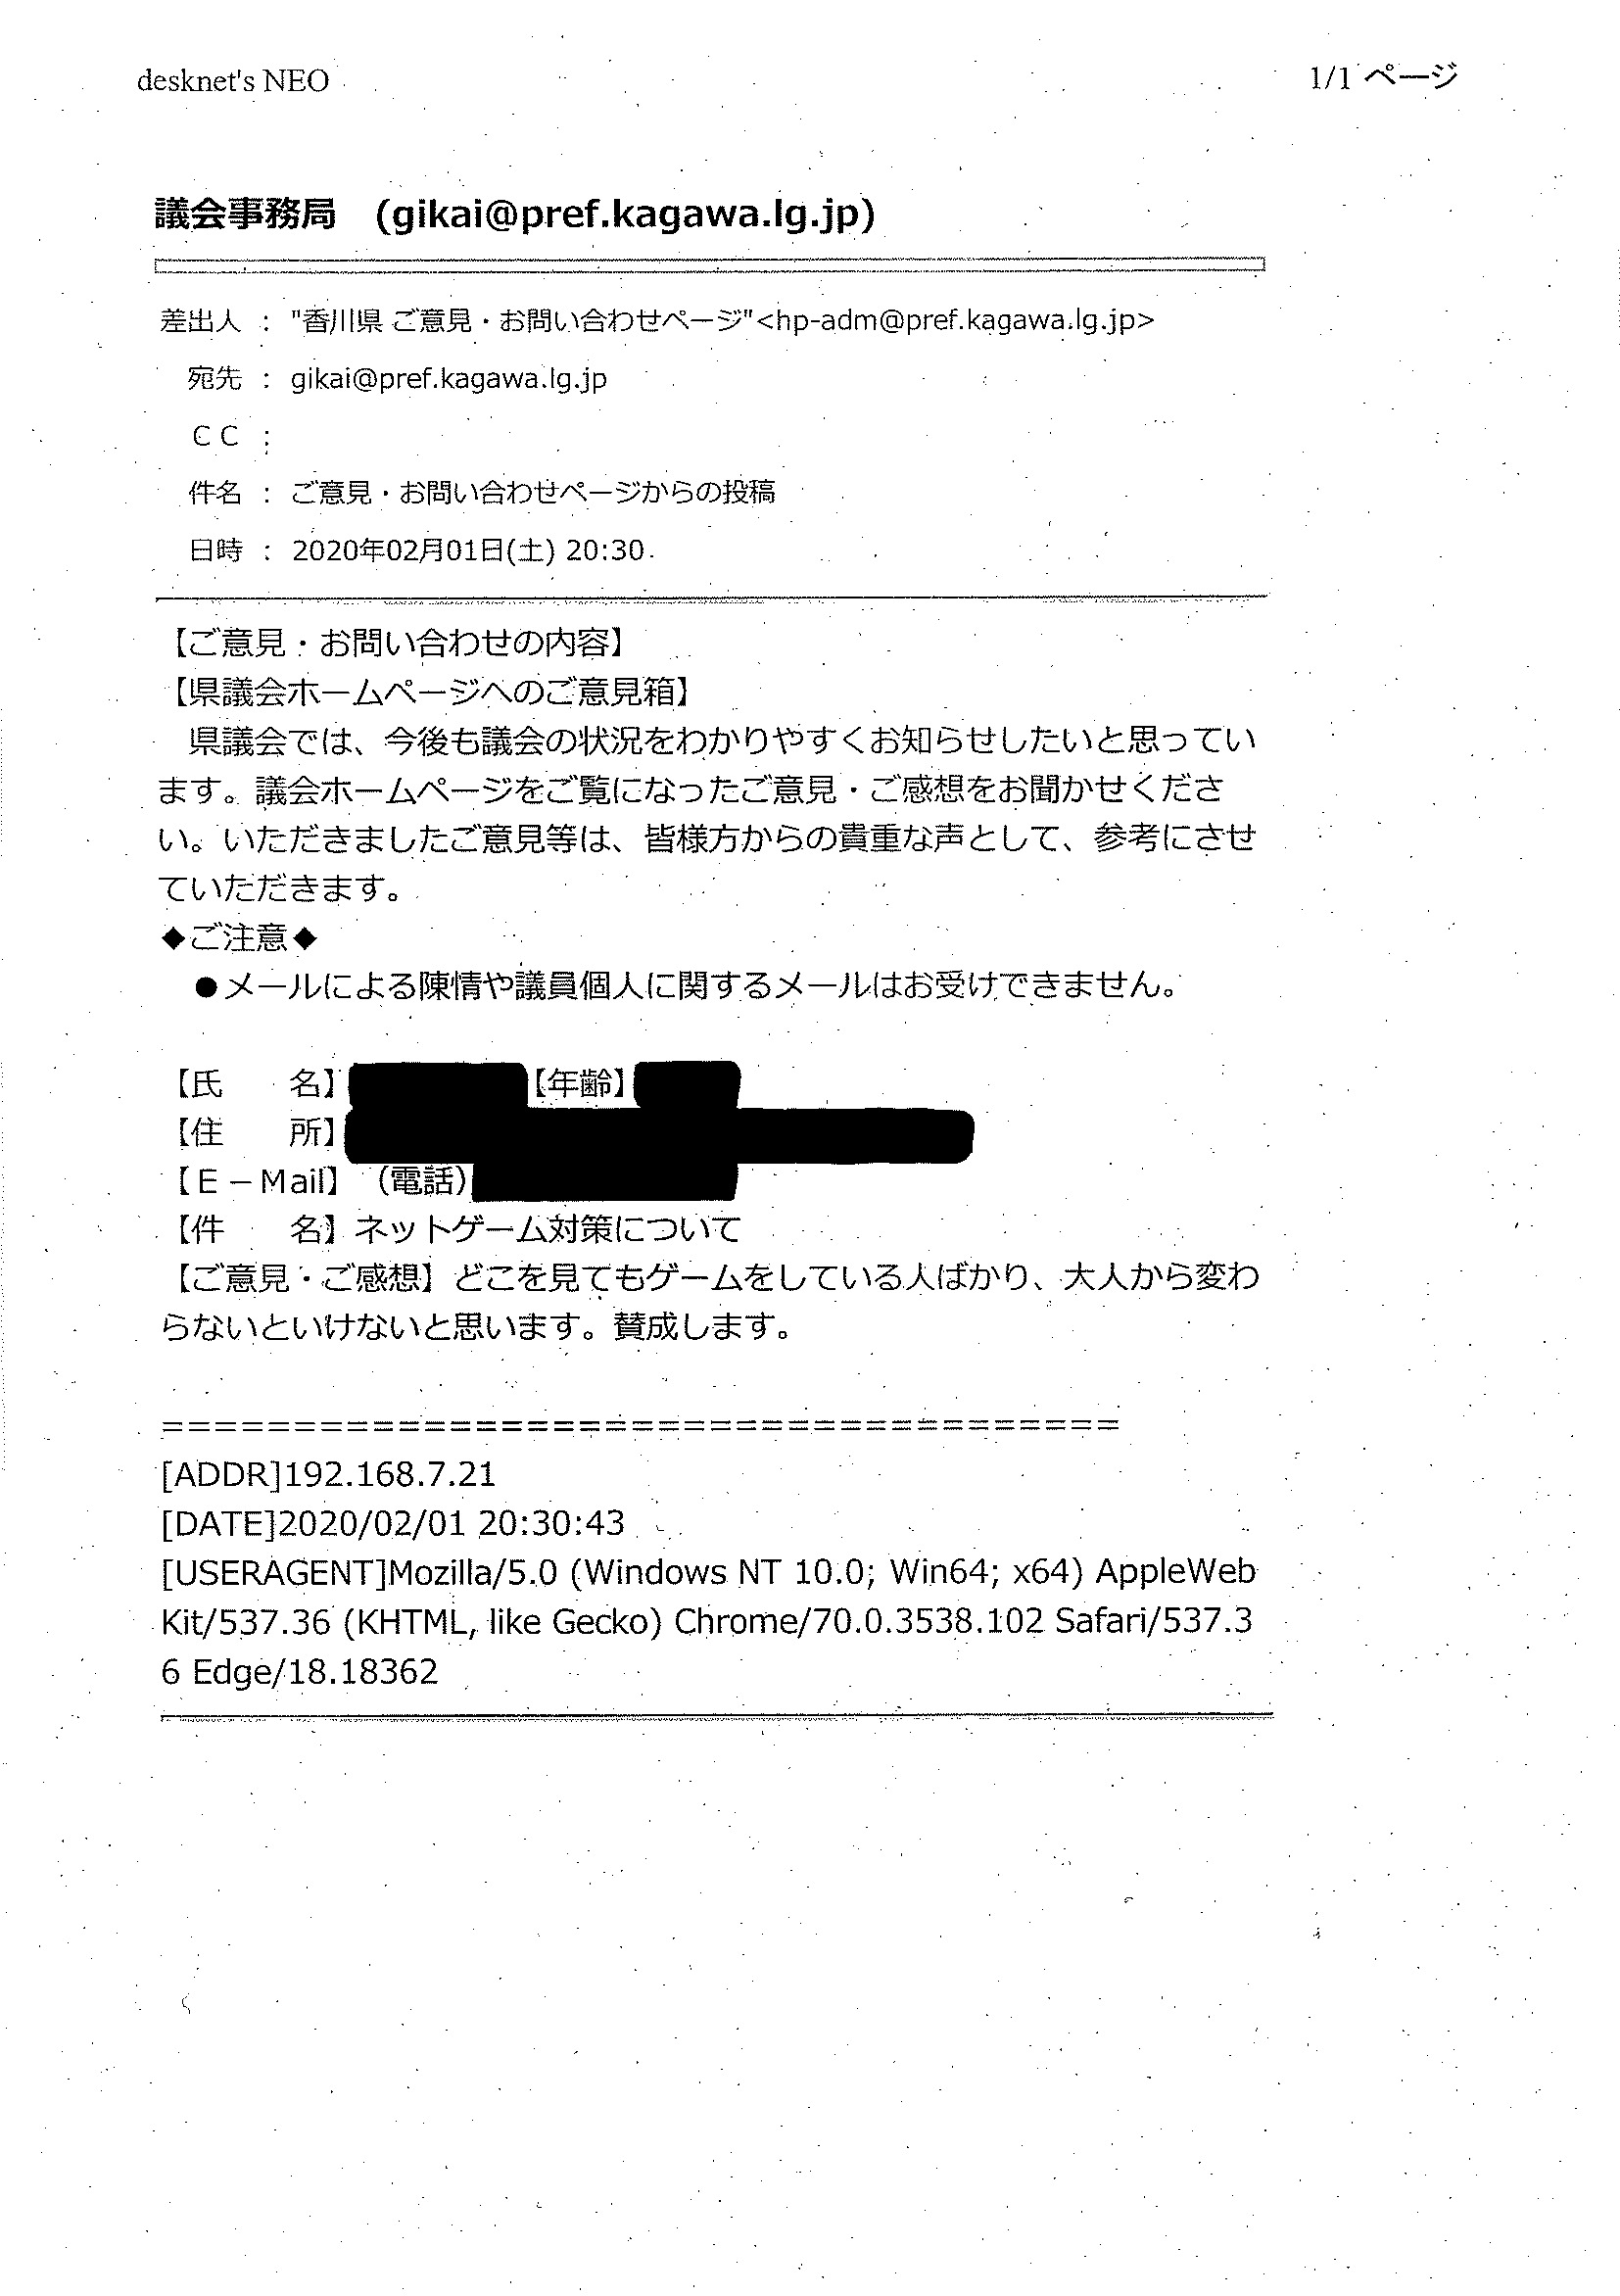 desknet's NEO
1/1 ページ
議会事務局　(gikai@pref.kagawa.lg.jp)
差出人 : "香川県 ご意見・お問い合わせページ"<hp-adm@pref.kagawa.lg.jp>
宛先 : gikai@pref.kagawa.lg.jp
ＣＣ :
件名 : ご意見・お問い合わせページからの投稿
日時 : 2020年02月01日(土) 20:30
【ご意見・お問い合わせの内容】
【県議会ホームページへのご意見箱】
　県議会では、今後も議会の状況をわかりやすくお知らせしたいと思ってい
ます。議会ホームページをご覧になったご意見・ご感想をお聞かせくださ
い。いただきましたご意見等は、皆様方からの貴重な声として、参考にさせ
ていただきます。
◆ご注意◆
　●メールによる陳情や議員個人に関するメールはお受けできません。
【氏　　名】【年齢】
【住　　所】
【Ｅ－Mail】（電話）
【件　　名】ネットゲーム対策について
【ご意見・ご感想】どこを見てもゲームをしている人ばかり、大人から変わ
らないといけないと思います。賛成します。
=====================================
[ADDR]192.168.7.21
[DATE]2020/02/01 20:30:43
[USERAGENT]Mozilla/5.0 (Windows NT 10.0; Win64; x64) AppleWeb
Kit/537.36 (KHTML, like Gecko) Chrome/70.0.3538.102 Safari/537.3
6 Edge/18.18362